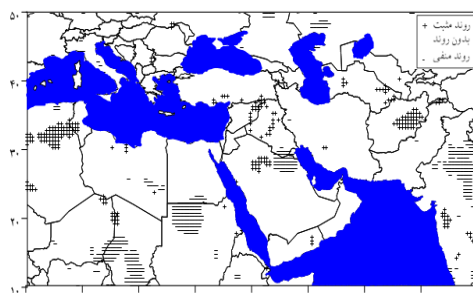 ۵۰
روند مثبت +
بدون روند
روند منفی -
۴۰
۳۰
۲۰
۱۰